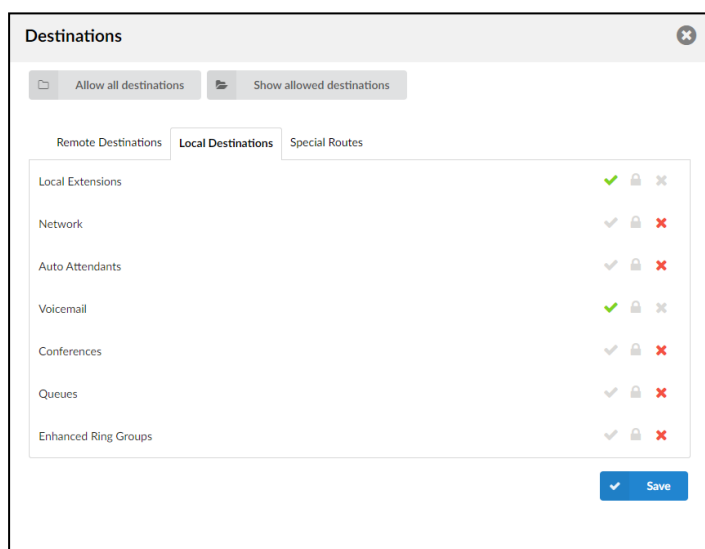 Destinations
Allow all destinations
Show allowed destinations
Remote Destinations
Local Destinations
Special Routes
Local Extensions
Network
Auto Attendants
Voicemail
Conferences
Queues
Enhanced Ring Groups
Save